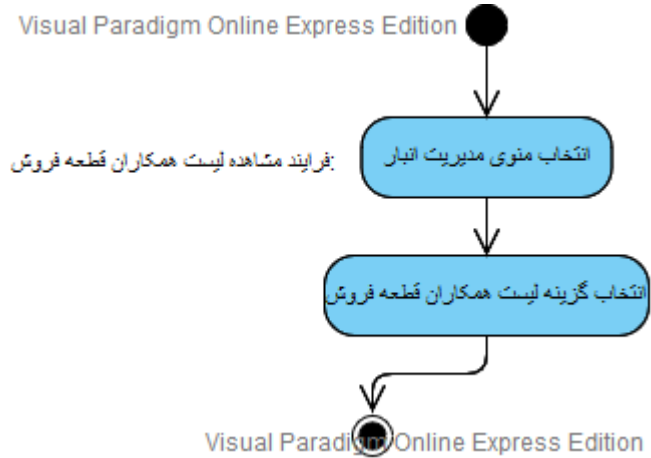 Visual Paradigm Online Express Edition
انتخاب منوی مدیریت انبار
فرایند مشاهده لیست همکاران قطعه فروش:
انتخاب گزینه لیست همکاران قطعه فروش
Visual Paradigm Online Express Edition